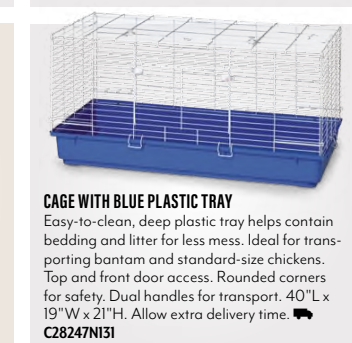 CAGE WITH BLUE PLASTIC TRAY
Easy-to-clean, deep plastic tray helps contain
bedding and litter for less mess. Ideal for trans-
porting bantam and standard-size chickens.
Top and front door access. Rounded corners
for safety. Dual handles for transport. 40"L x
19"W x 21"H. Allow extra delivery time.
C28247N131